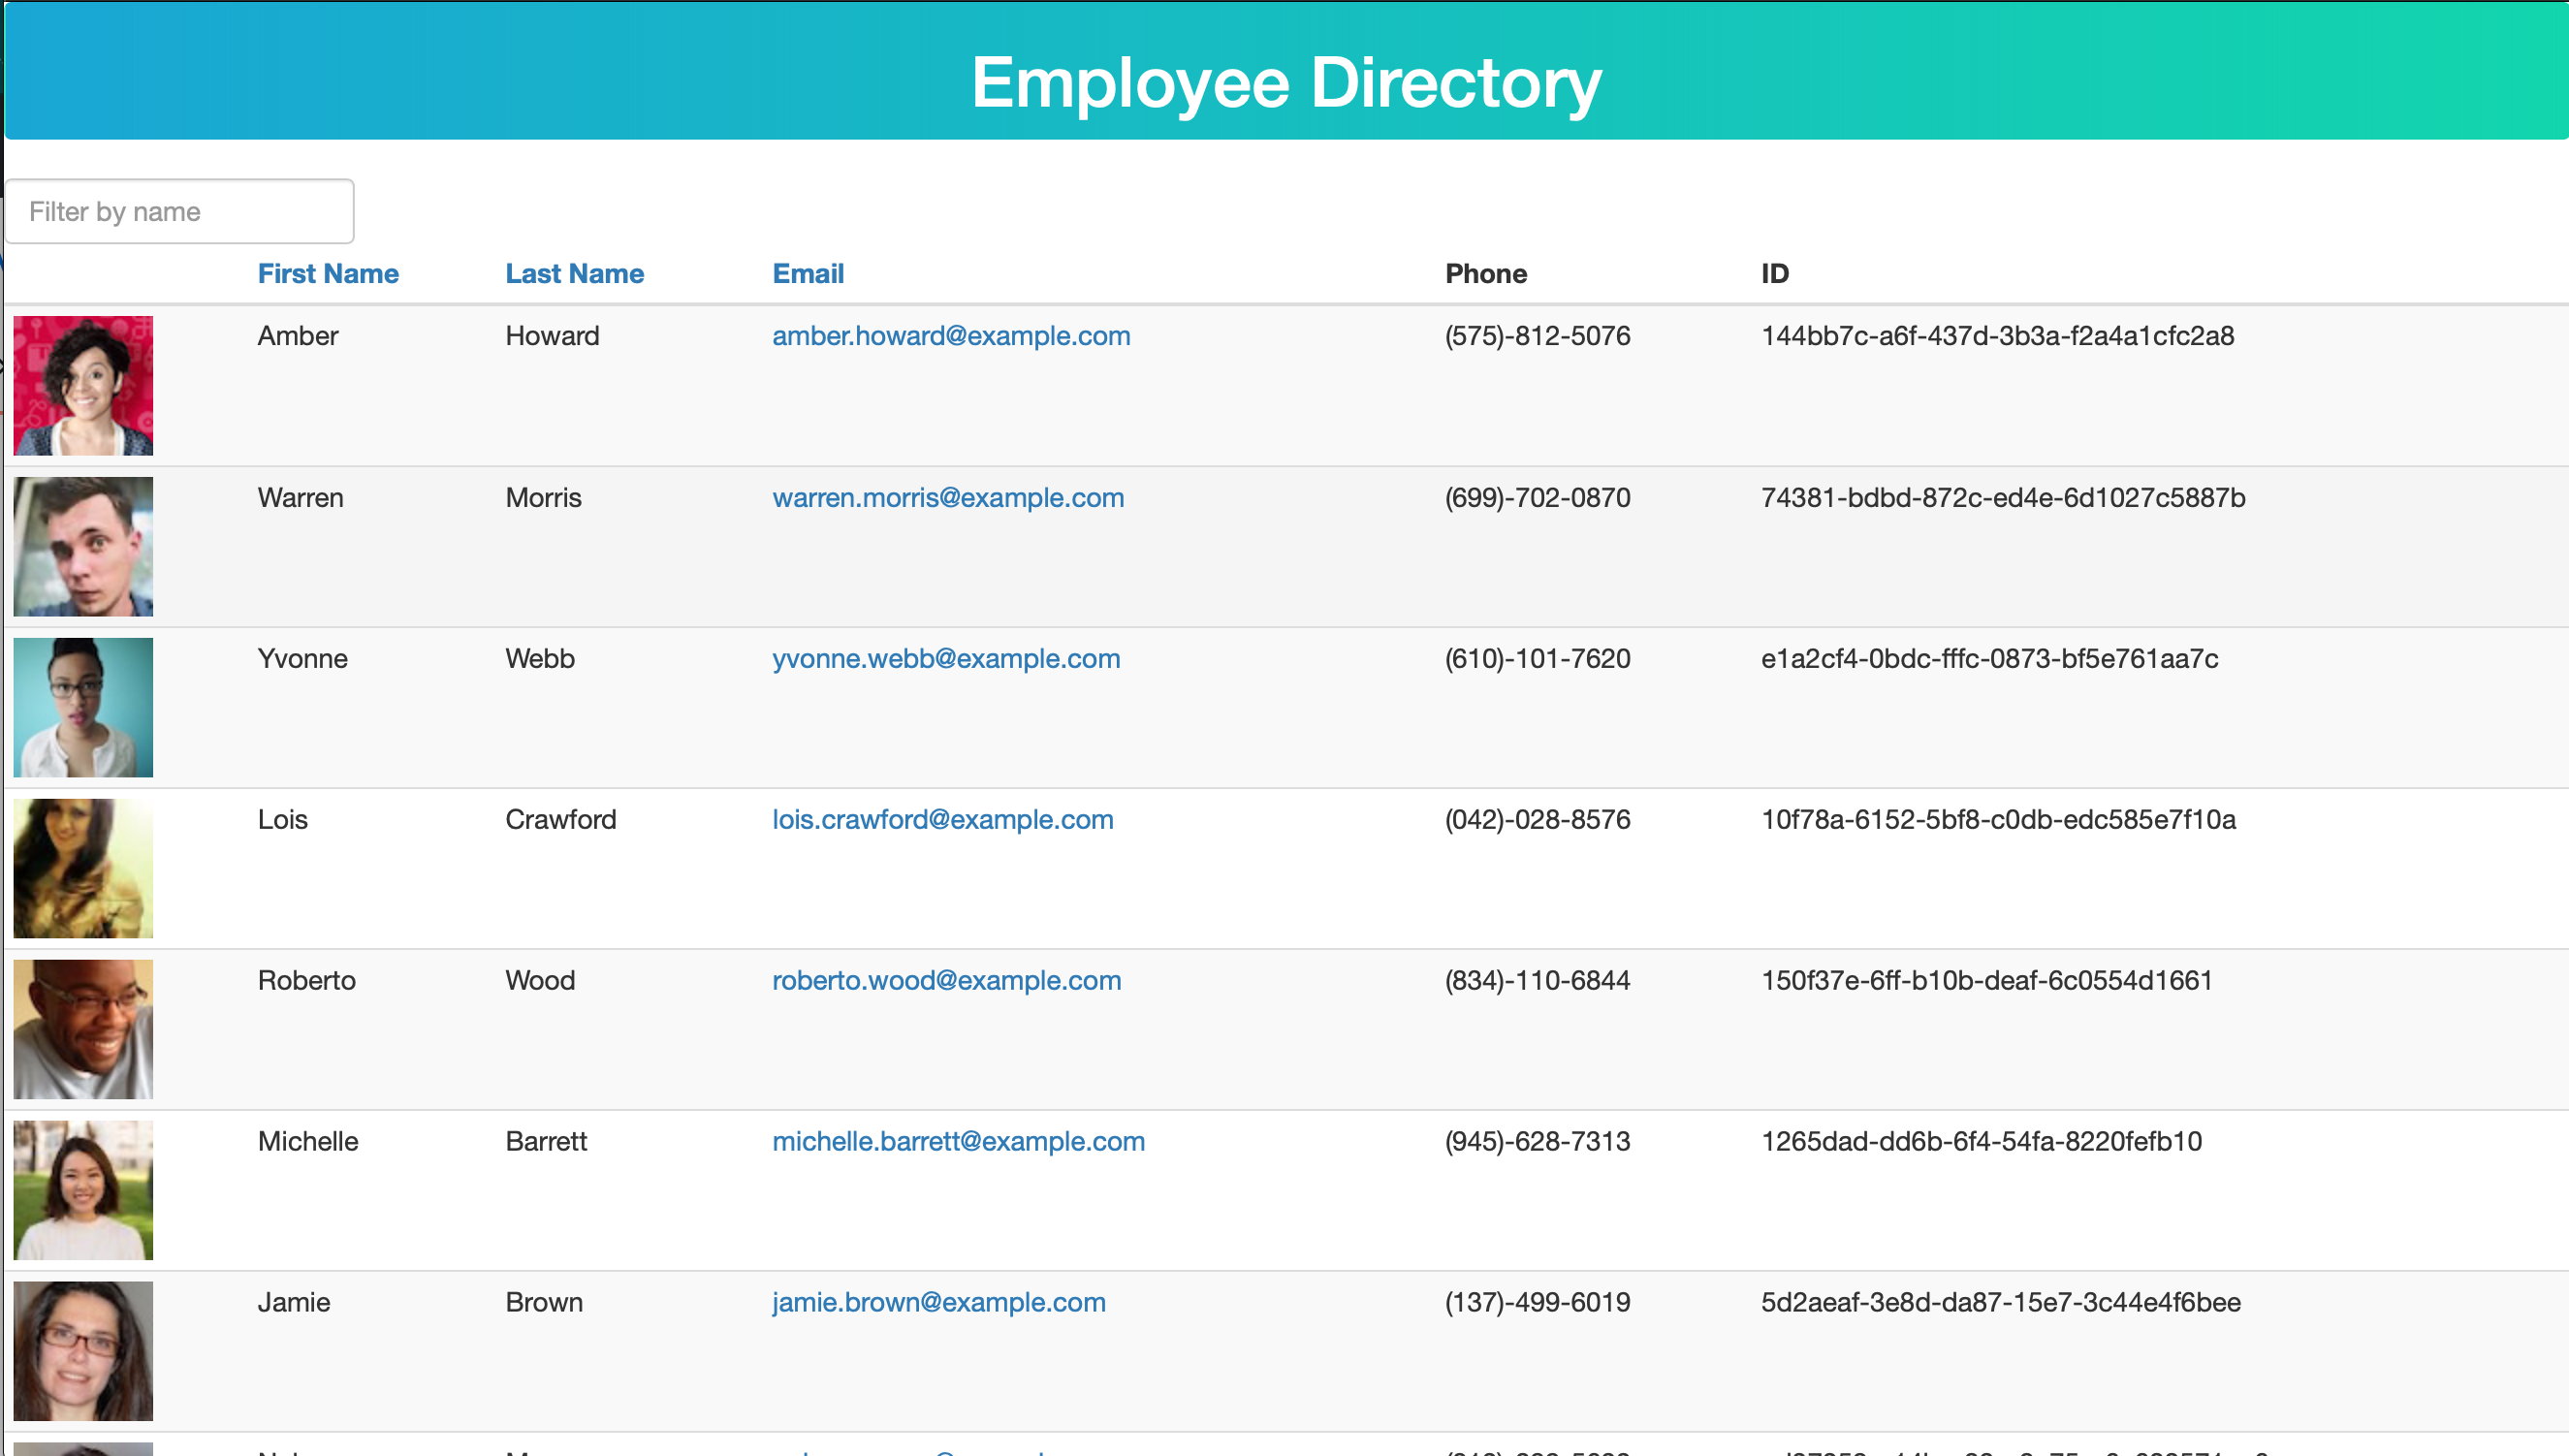 Employee Directory
Filter by name
First Name Last Name Email Phone ID
Amber Howard amber.howard@example.com (575)-812-5076 144bb7c-a6f-437d-3b3a-f2a4a1cfc2a8
Warren Morris warren.morris@example.com (699)-702-0870 74381-bdbd-872c-ed4e-6d1027c5887b
Yvonne Webb yvonne.webb@example.com (610)-101-7620 e1a2cf4-0bdc-fffc-0873-bf5e761aa7c
Lois Crawford lois.crawford@example.com (042)-028-8576 10f78a-6152-5bf8-c0db-edc585e7f10a
Roberto Wood roberto.wood@example.com (834)-110-6844 150f37e-6ff-b10b-deaf-6c0554d1661
Michelle Barrett michelle.barrett@example.com (945)-628-7313 1265dad-dd6b-6f4-54fa-8220fefb10
Jamie Brown jamie.brown@example.com (137)-499-6019 5d2aeaf-3e8d-da87-15e7-3c44e4f6bee